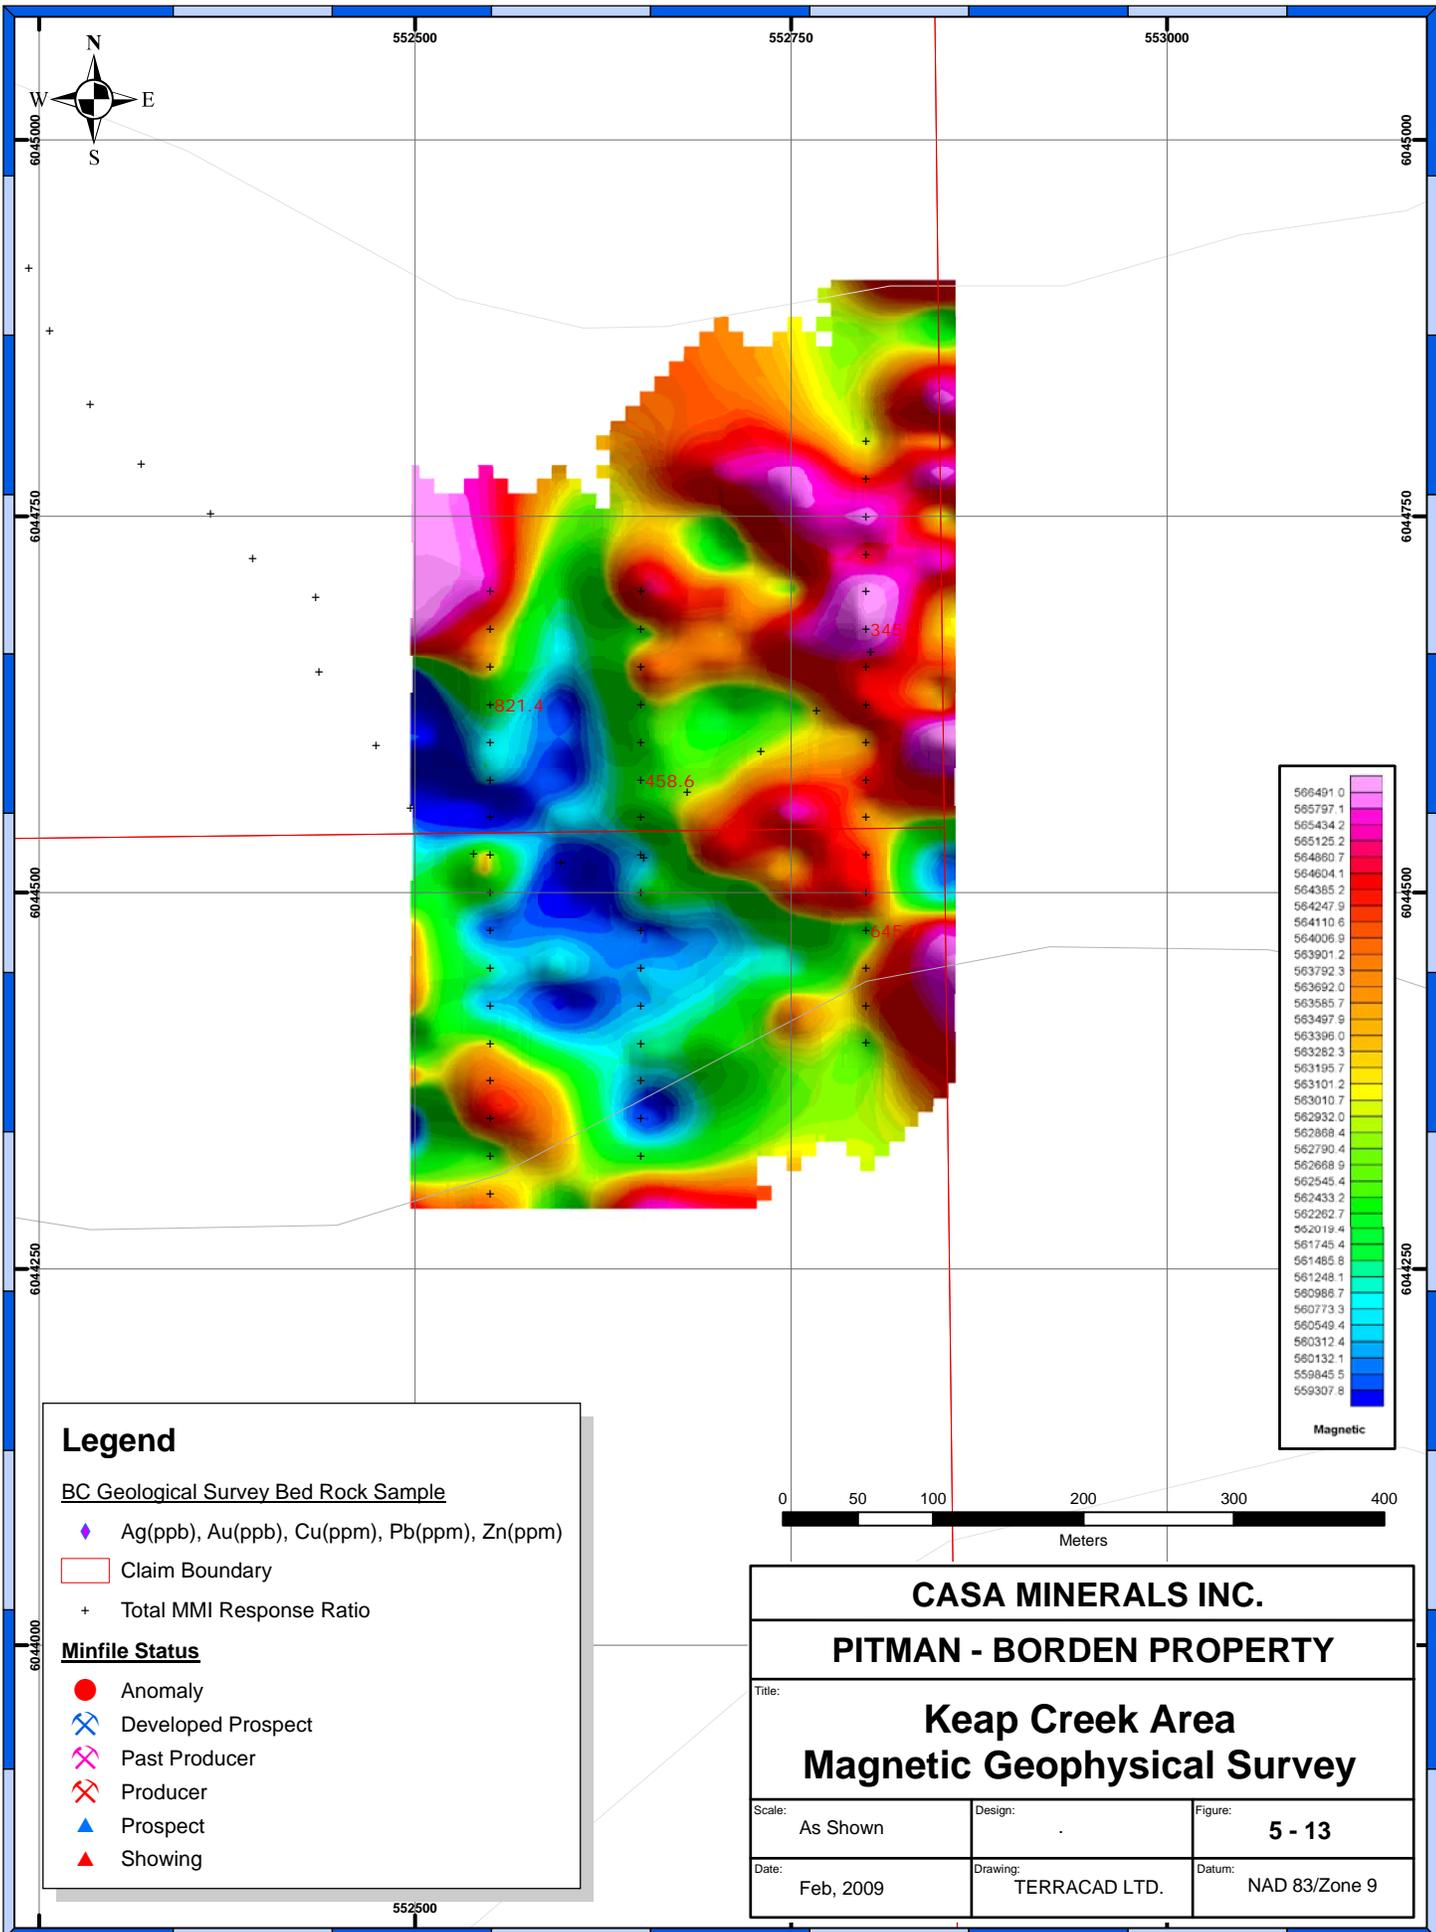 552500
552750
553000
N
W
E
S
6045000
6045000
6044750
6044750
345
821.4
458.6
6044500
6044500
645.
6044250
6044250
6044000
566491.0
565797.1
565434.2
565125.2
564860.7
564604.1
564385.2
564247.9
564110.6
564006.9
563901.2
563792.3
563692.0
563585.7
563497.9
563396.0
563282.3
563195.7
563101.2
563010.7
562932.0
562868.4
562790.4
562668.9
562545.4
562433.2
562262.7
562019.4
561745.4
561485.8
561248.1
560986.7
560773.3
560549.4
560312.4
560132.1
559845.5
559307.8
Magnetic
Legend
BC Geological Survey Bed Rock Sample
Ag(ppb), Au(ppb), Cu(ppm), Pb(ppm), Zn(ppm)
Claim Boundary
Total MMI Response Ratio
Minfile Status
Anomaly
Developed Prospect
Past Producer
Producer
Prospect
Showing
0 50 100 200 300 400
Meters
CASA MINERALS INC.
PITMAN - BORDEN PROPERTY
Title:
Keap Creek Area
Magnetic Geophysical Survey
Scale:
As Shown
Design:
.
Figure:
5 - 13
Date:
Feb, 2009
Drawing:
TERRACAD LTD.
Datum:
NAD 83/Zone 9
552500